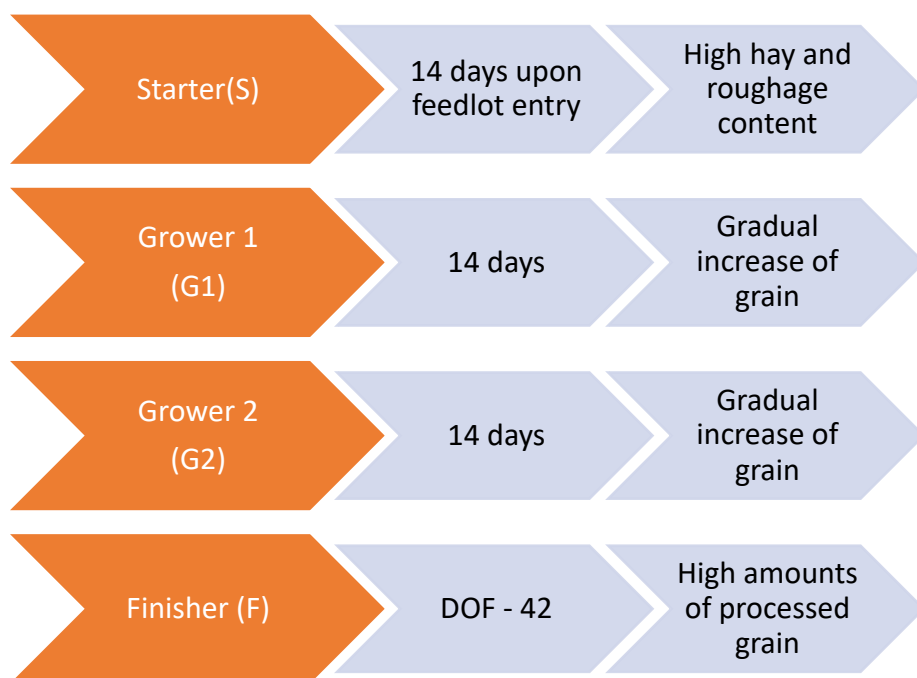 Starter(S)
14 days upon
feedlot entry
High hay and
roughage
content
Grower 1
(G1)
14 days
Gradual
increase of
grain
Grower 2
(G2)
14 days
Gradual
increase of
grain
Finisher (F)
DOF - 42
High amounts
of processed
grain